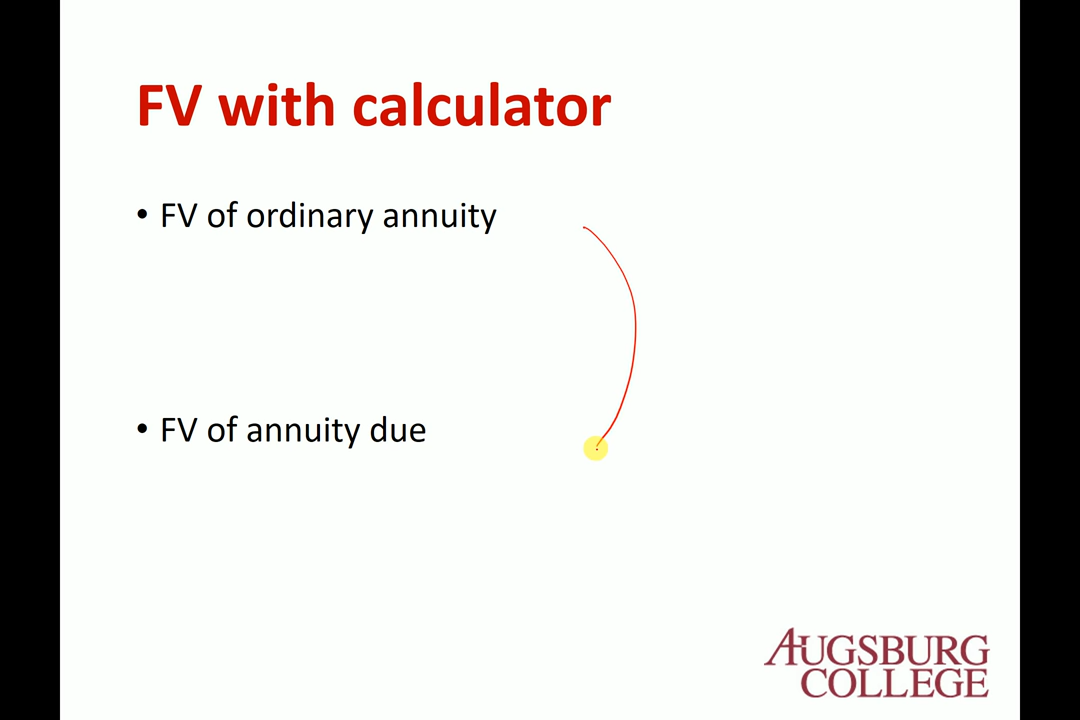 FV with calculator
• FV of ordinary annuity
• FV of annuity due
AUGSBURG
COLLEGE